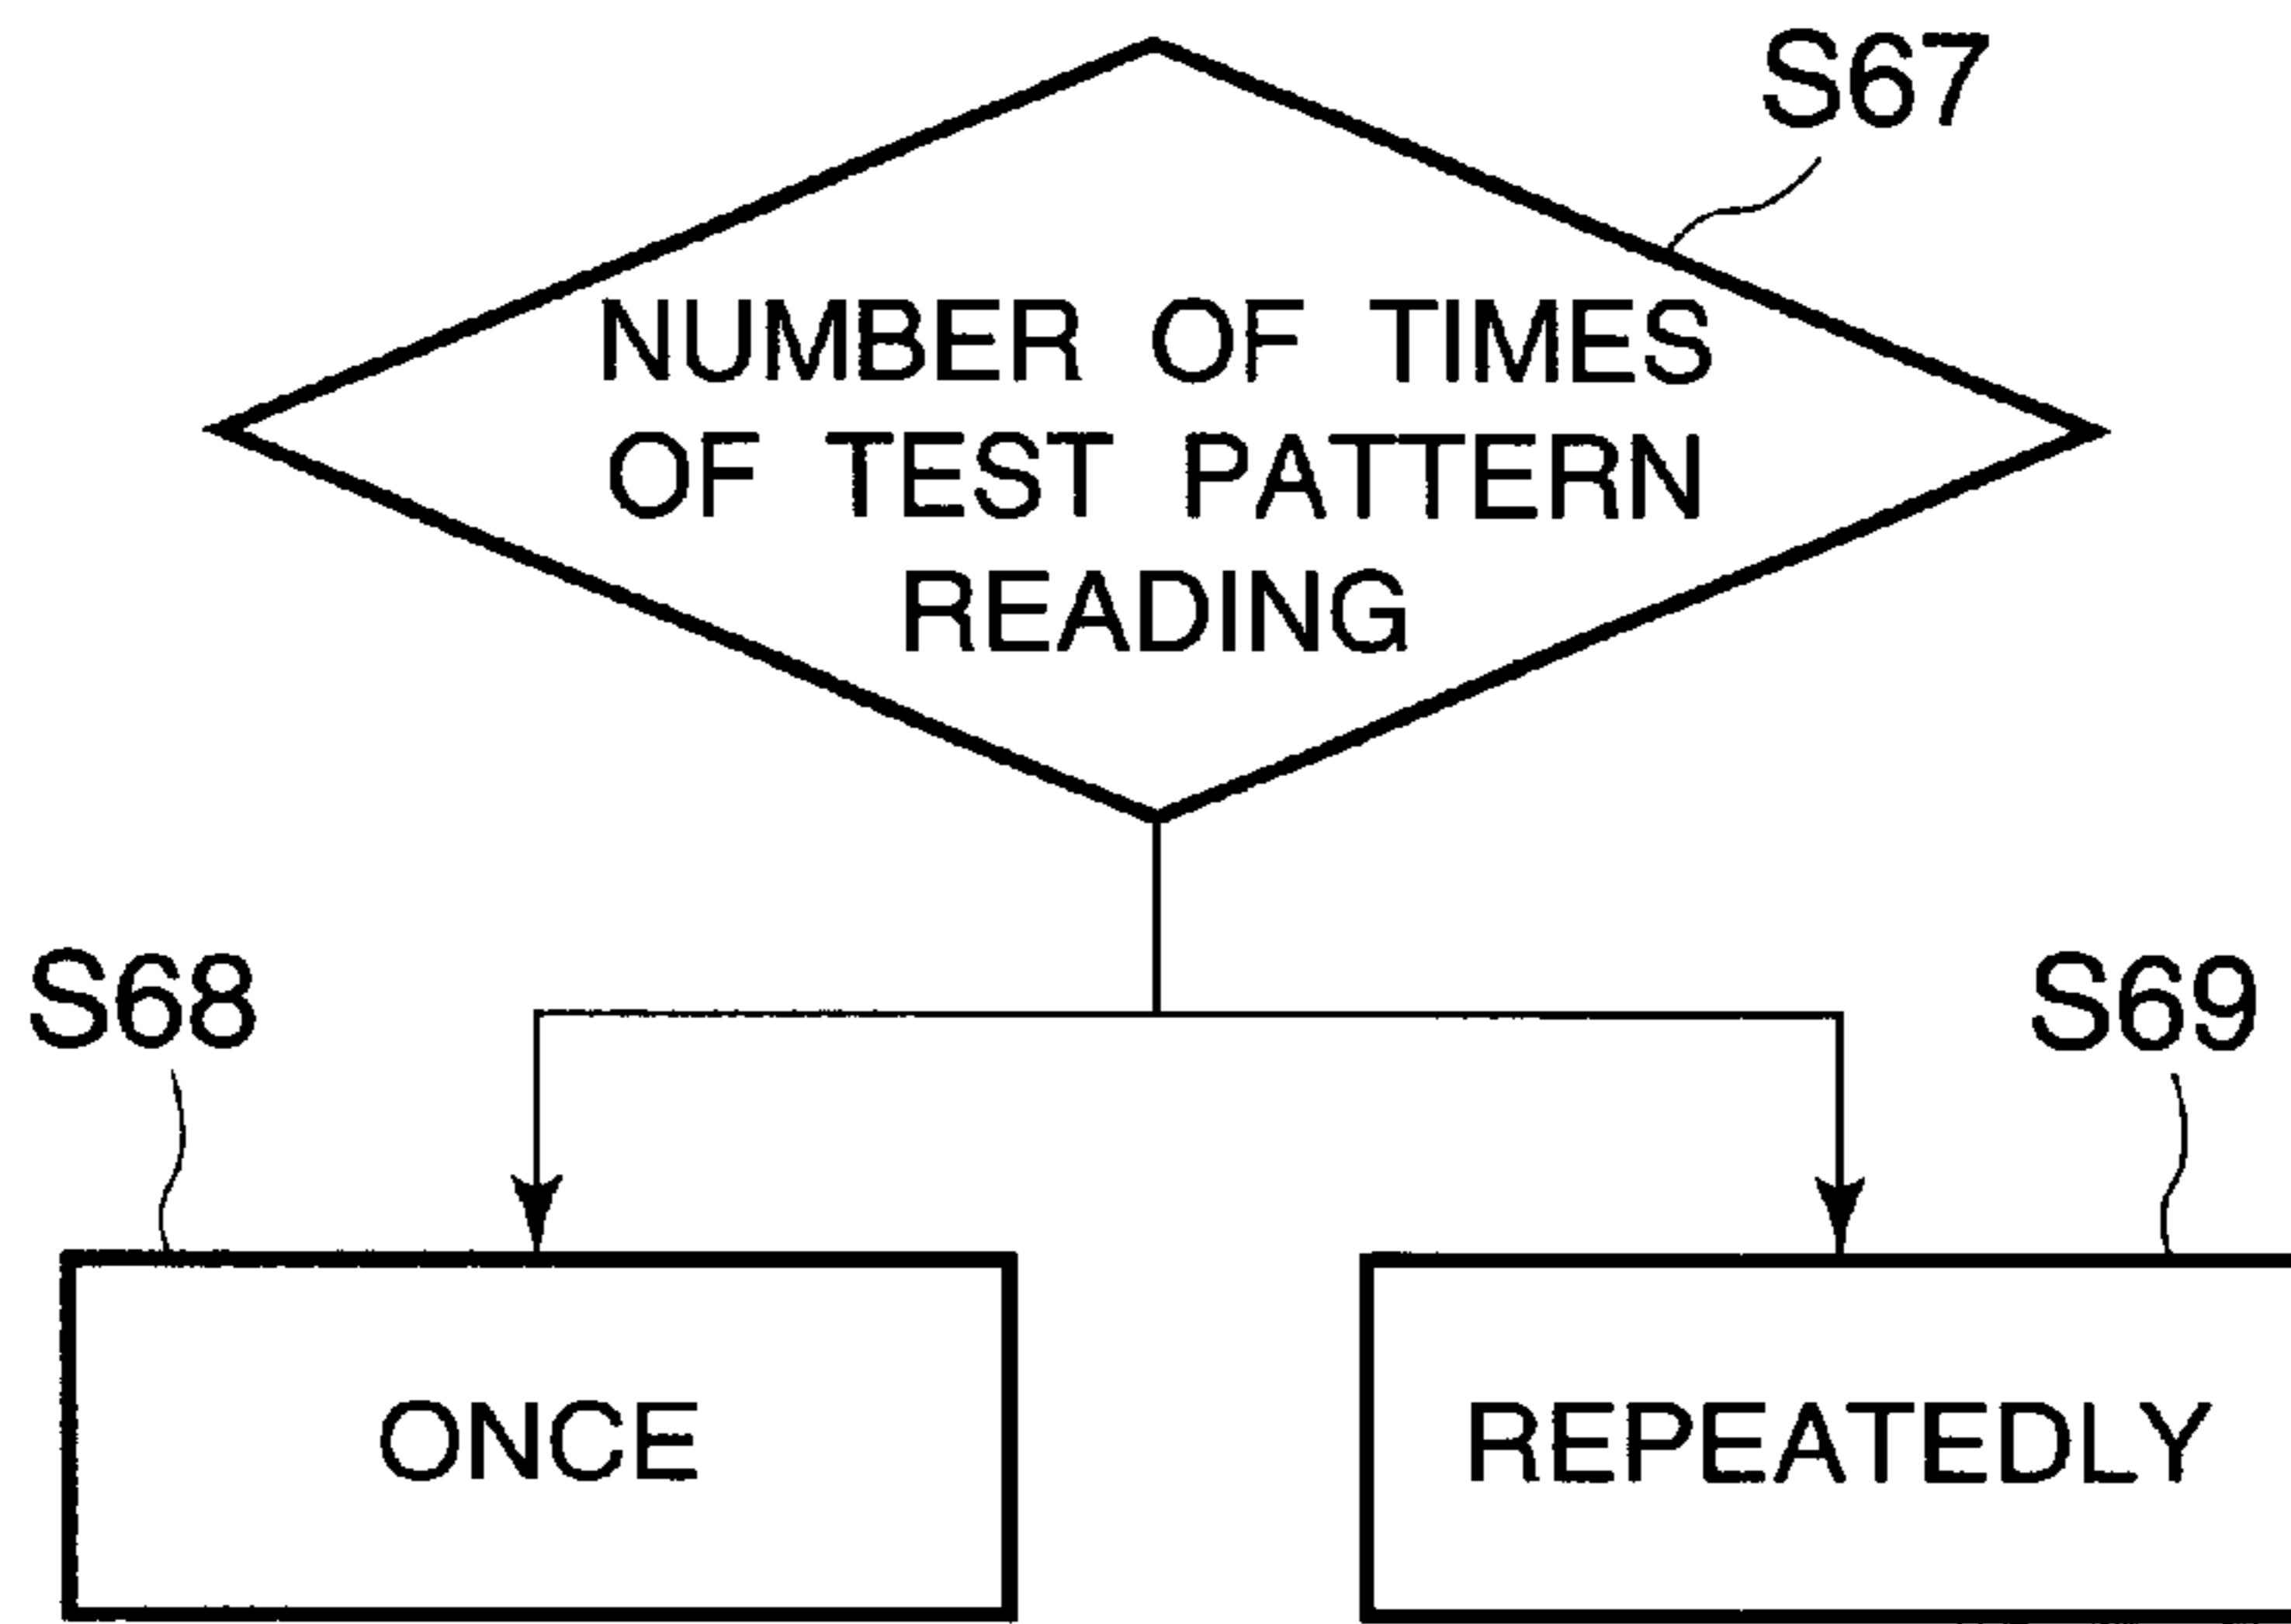 S67
NUMBER OF TIMES
OF TEST PATTERN
READING
S68
S69
ONCE
REPEATEDLY